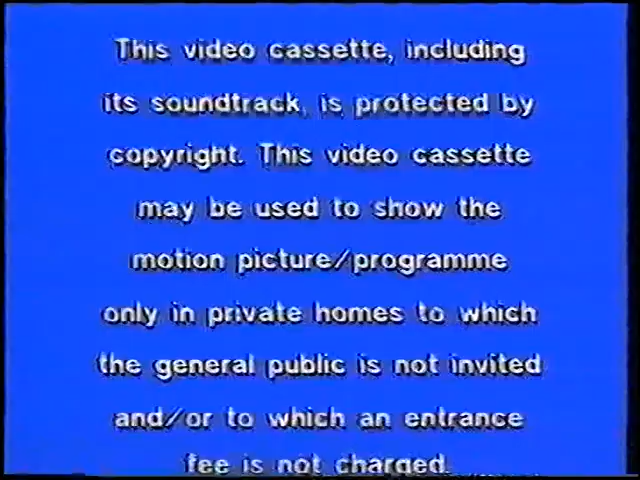 This video cassette, including
its soundtrack, is protected by
copyright. This video cassette
may be used to show the
motion picture/programme
only in private homes to which
the general public is not invited
and/or to which an entrance
fee is not charged.